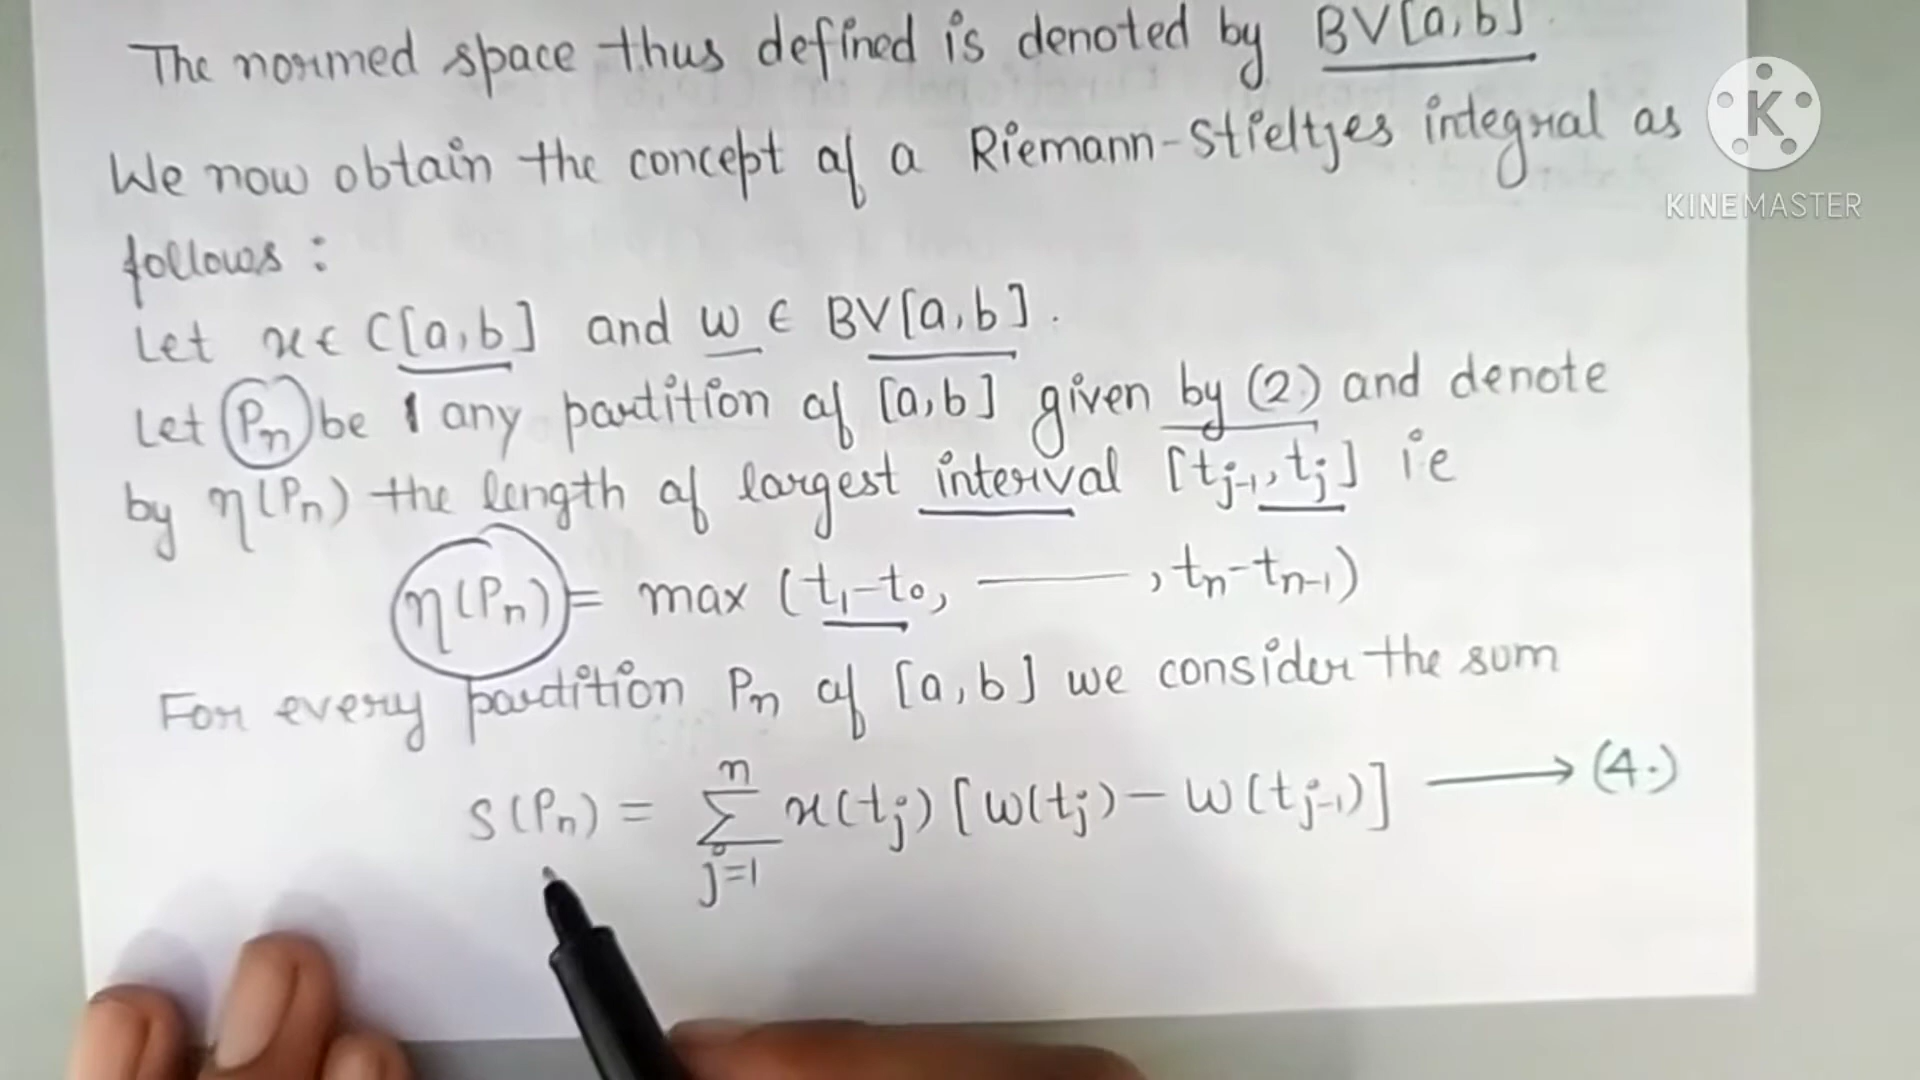 The normed space thus defined is denoted by BV[a,b].
We now obtain the concept of a Riemann-Stieltjes integral as
follows :
Let x ∈ C[a,b] and w ∈ BV[a,b].
Let Pn be any partition of [a,b] given by (2.) and denote
by η(Pn) the length of largest interval [tj-1, tj] ie
η(Pn) = max (t1-t0, ——— , tn-tn-1)
For every partition Pn of [a,b] we consider the sum
S(Pn) = Σ_{j=1}^{n} x(tj) [w(tj) - w(tj-1)] ⟶ (4.)
K
KINEMASTER